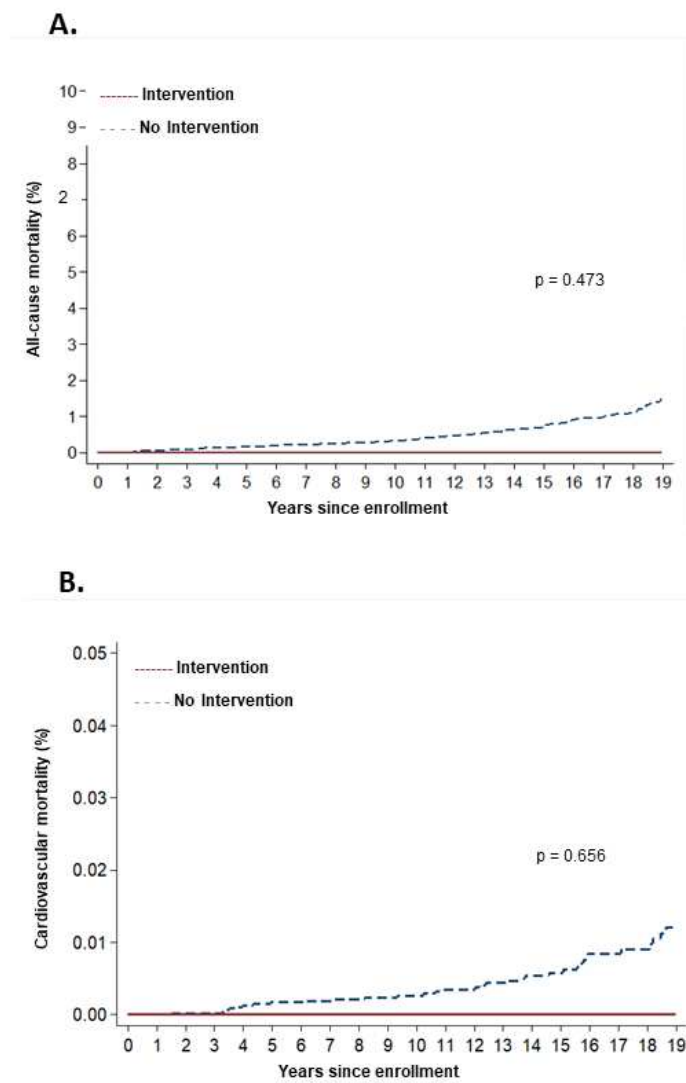 A.
10
Intervention
9
No Intervention
8
2
6
5
p = 0.473
4
3
2
1
0
All-cause mortality (%)
0 1 2 3 4 5 6 7 8 9 10 11 12 13 14 15 16 17 18 19
Years since enrollment
B.
0.05
Intervention
No Intervention
0.04
0.03
0.02
p = 0.656
0.01
0.00
Cardiovascular mortality (%)
0 1 2 3 4 5 6 7 8 9 10 11 12 13 14 15 16 17 18 19
Years since enrollment